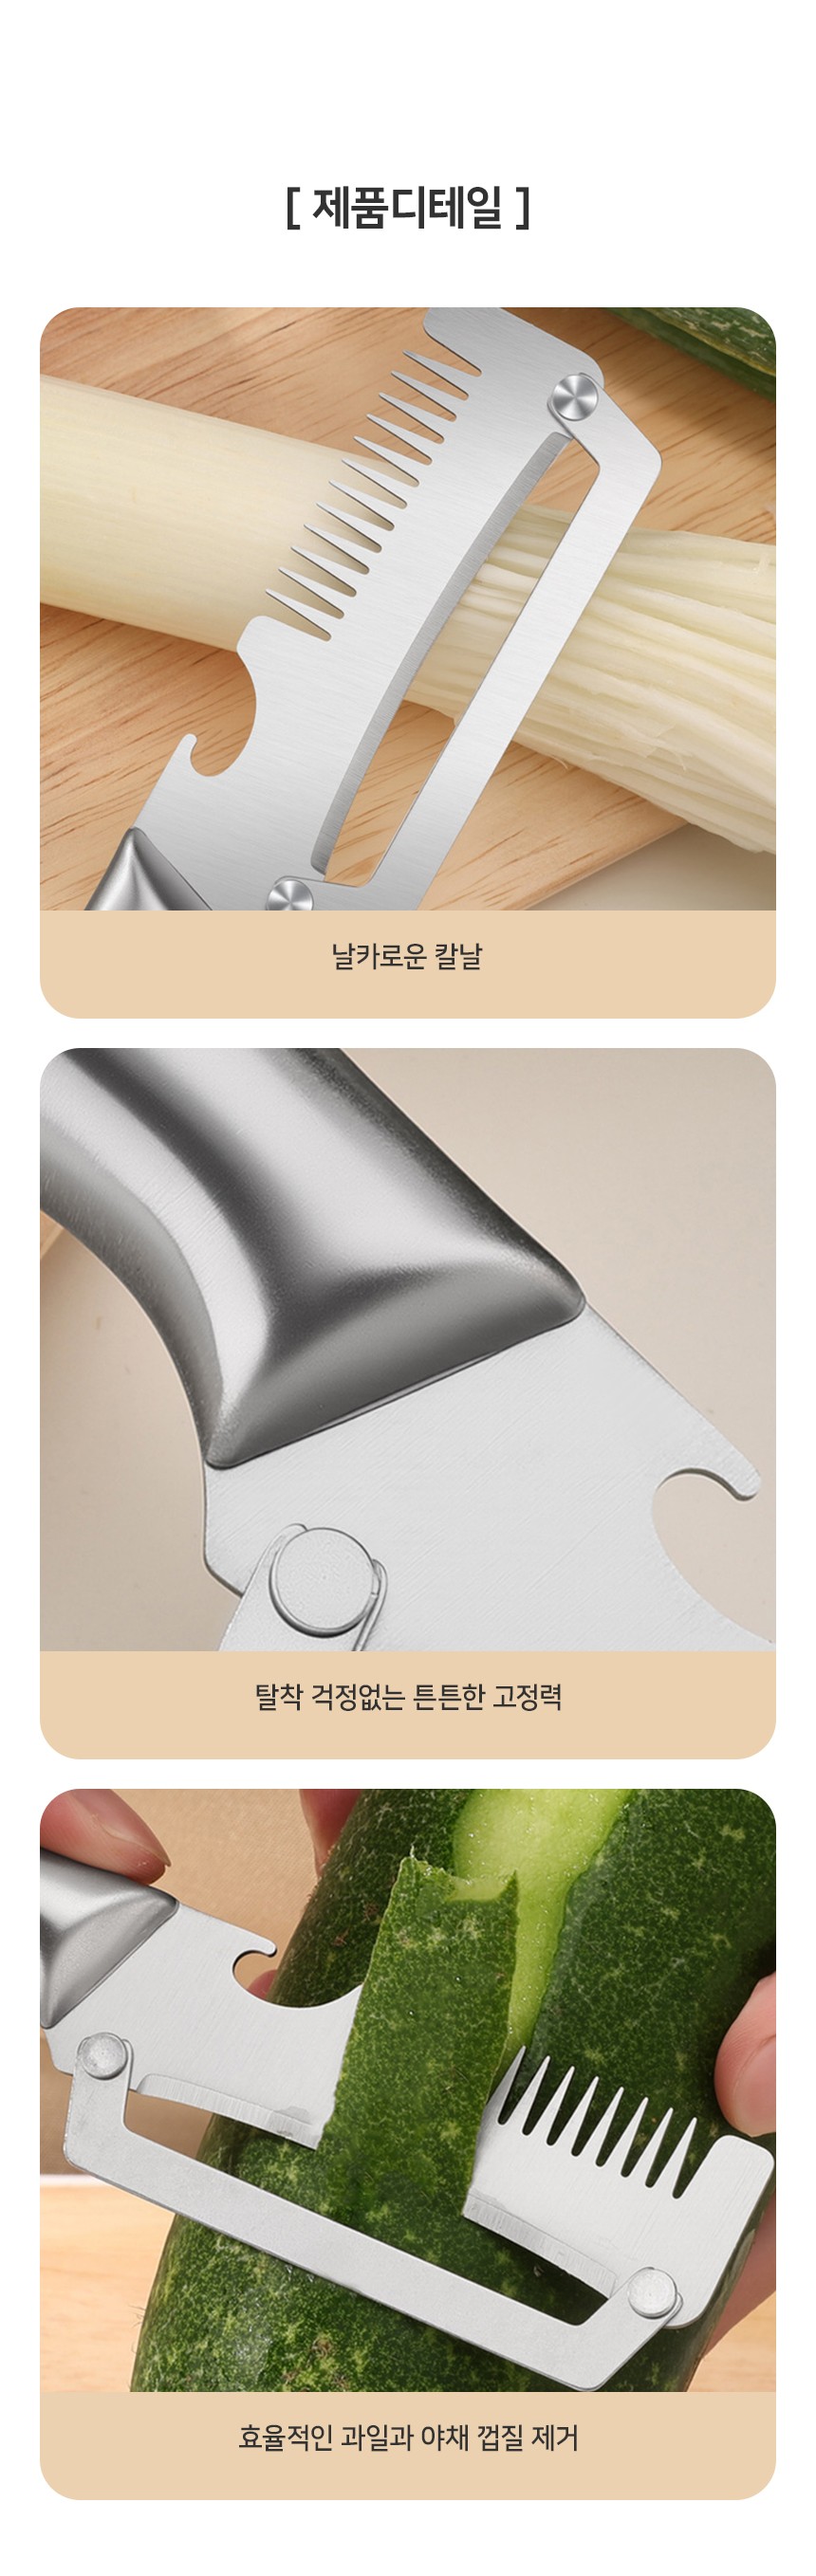 [ 제품디테일 ]
날카로운 칼날
탈착 걱정없는 튼튼한 고정력
효율적인 과일과 야채 껍질 제거